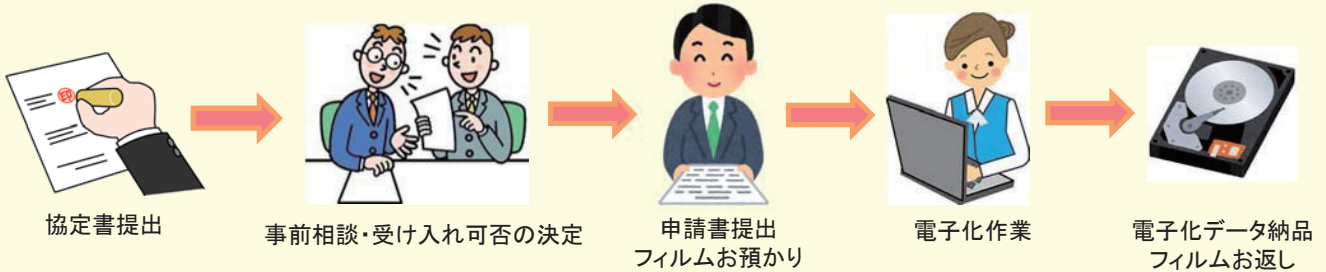 印
協定書提出
事前相談・受け入れ可否の決定
申請書提出
フィルムお預かり
電子化作業
電子化データ納品
フィルムお返し